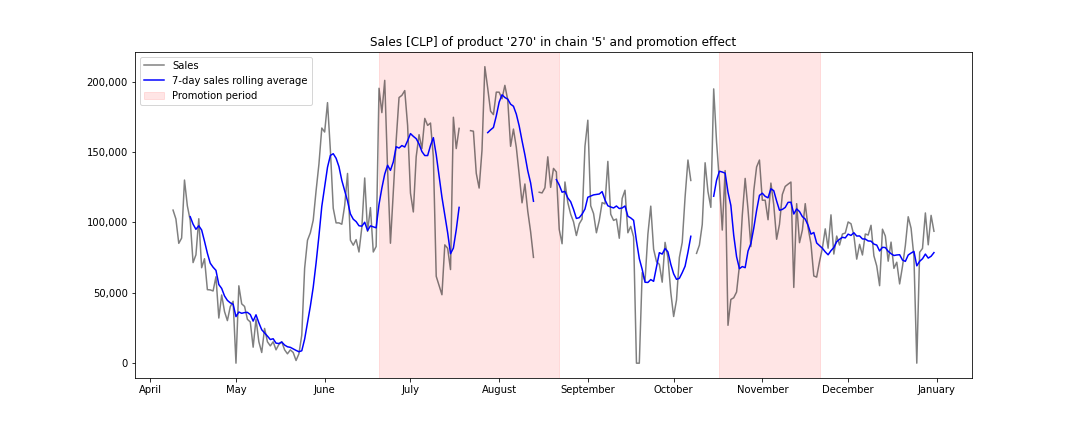 Sales [CLP] of product '270' in chain '5' and promotion effect
Sales
7-day sales rolling average
Promotion period
200,000
150,000
100,000
50,000
0
April May June July August September October November December January